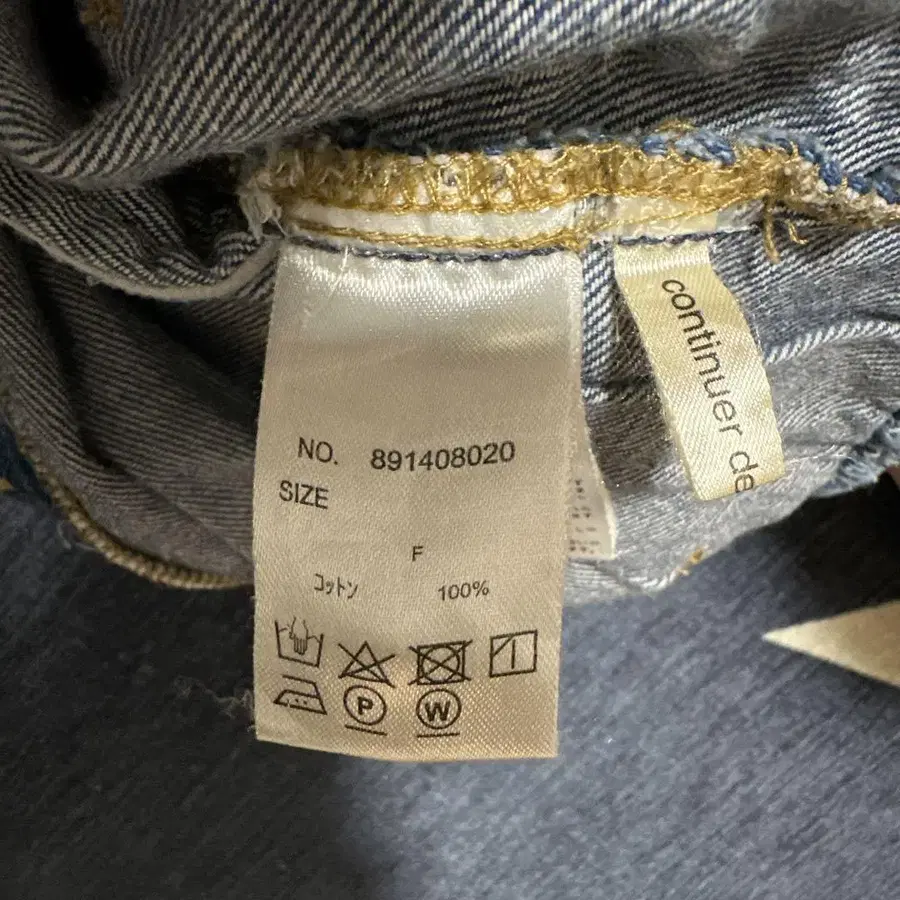 NO. 891408020
SIZE
F
コットン 100%
P W
continuer de